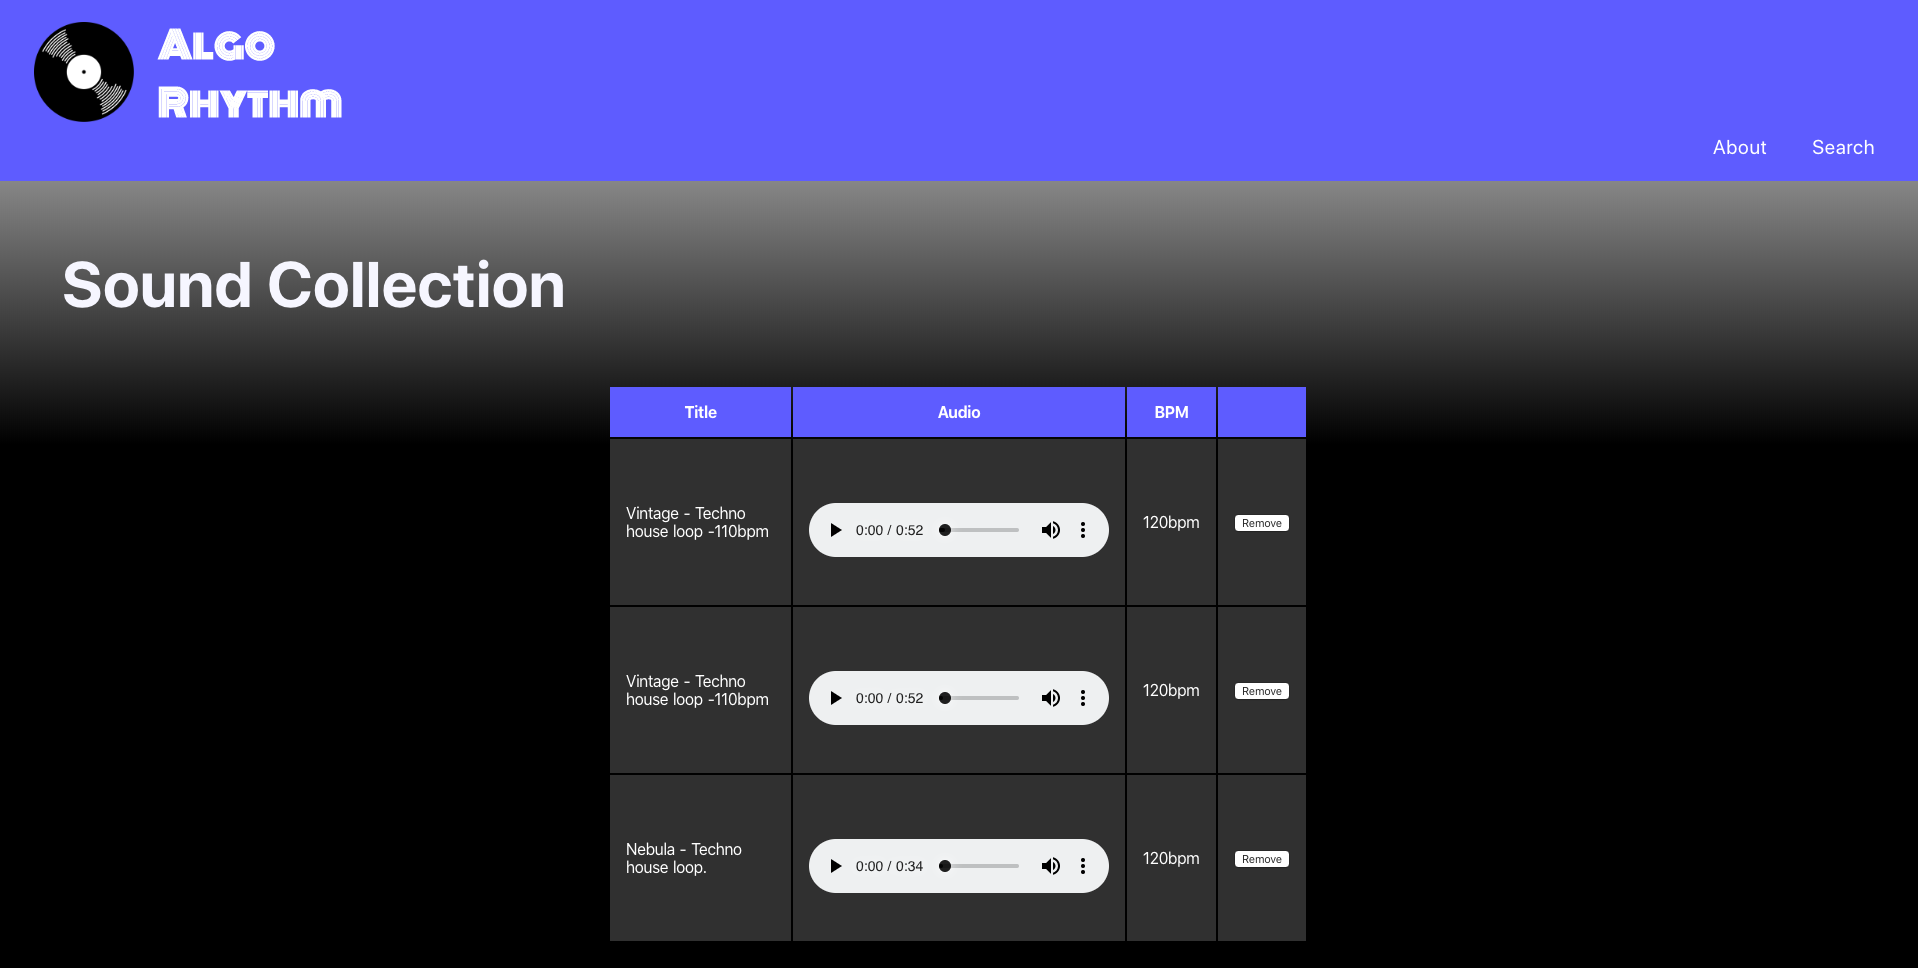 ALGO
RHYTHM
About Search
Sound Collection
Title Audio BPM
Vintage - Techno
house loop -110bpm
0:00 / 0:52
120bpm
Remove
Vintage - Techno
house loop -110bpm
0:00 / 0:52
120bpm
Remove
Nebula - Techno
house loop.
0:00 / 0:34
120bpm
Remove